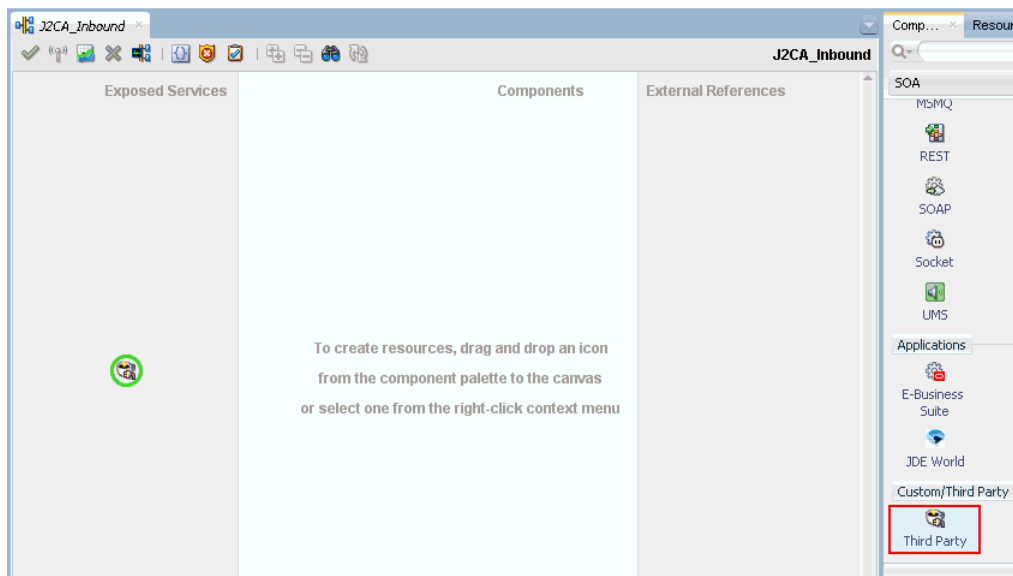 J2CA_Inbound
Comp...
Resour
J2CA_Inbound
Exposed Services
Components
External References
To create resources, drag and drop an icon
from the component palette to the canvas
or select one from the right-click context menu
SOA
MSMQ
REST
SOAP
Socket
UMS
Applications
E-Business
Suite
JDE World
Custom/Third Party
Third Party